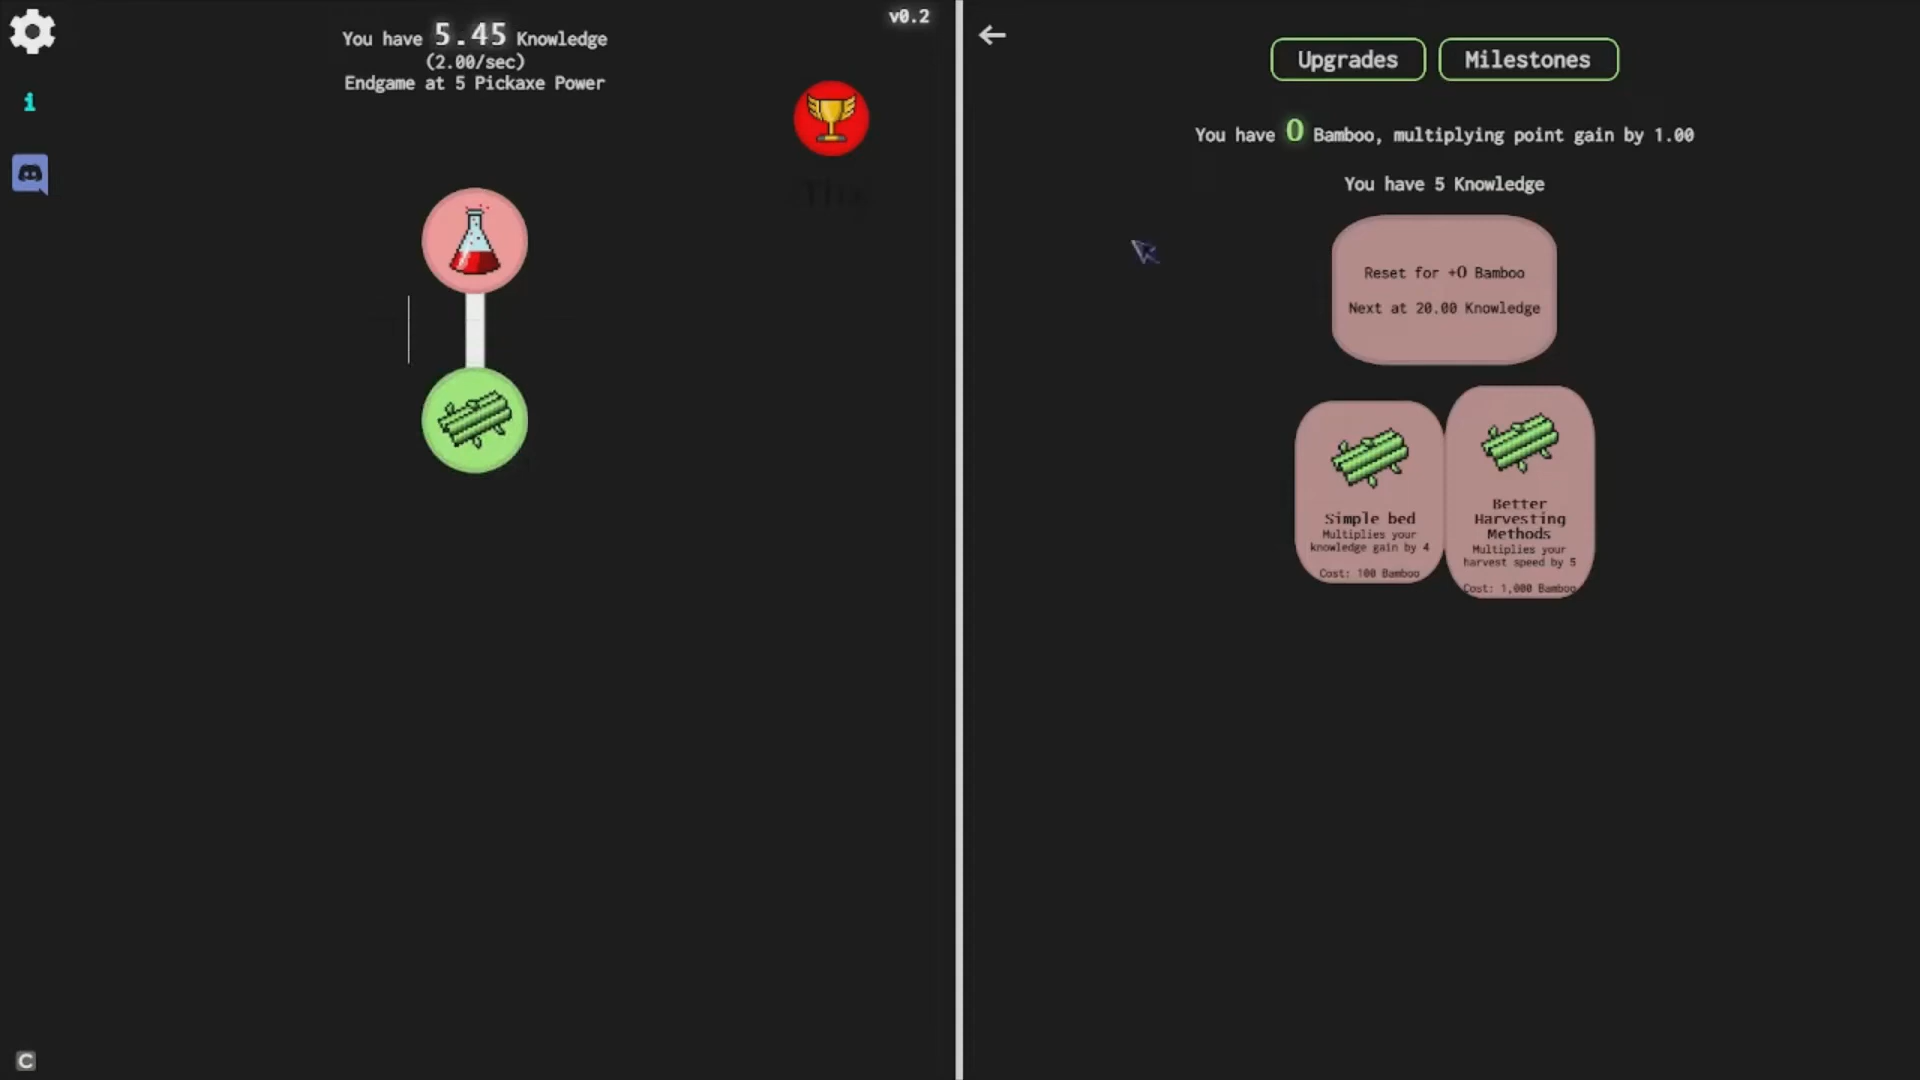 v0.2
You have 5.45 Knowledge
(2.00/sec)
Endgame at 5 Pickaxe Power
i
C
Upgrades
Milestones
You have 0 Bamboo, multiplying point gain by 1.00
You have 5 Knowledge
Reset for +0 Bamboo
Next at 20.00 Knowledge
Simple bed
Multiplies your
knowledge gain by 4
Cost: 100 Bamboo
Better
Harvesting
Methods
Multiplies your
harvest speed by 5
Cost: 1,000 Bamboo